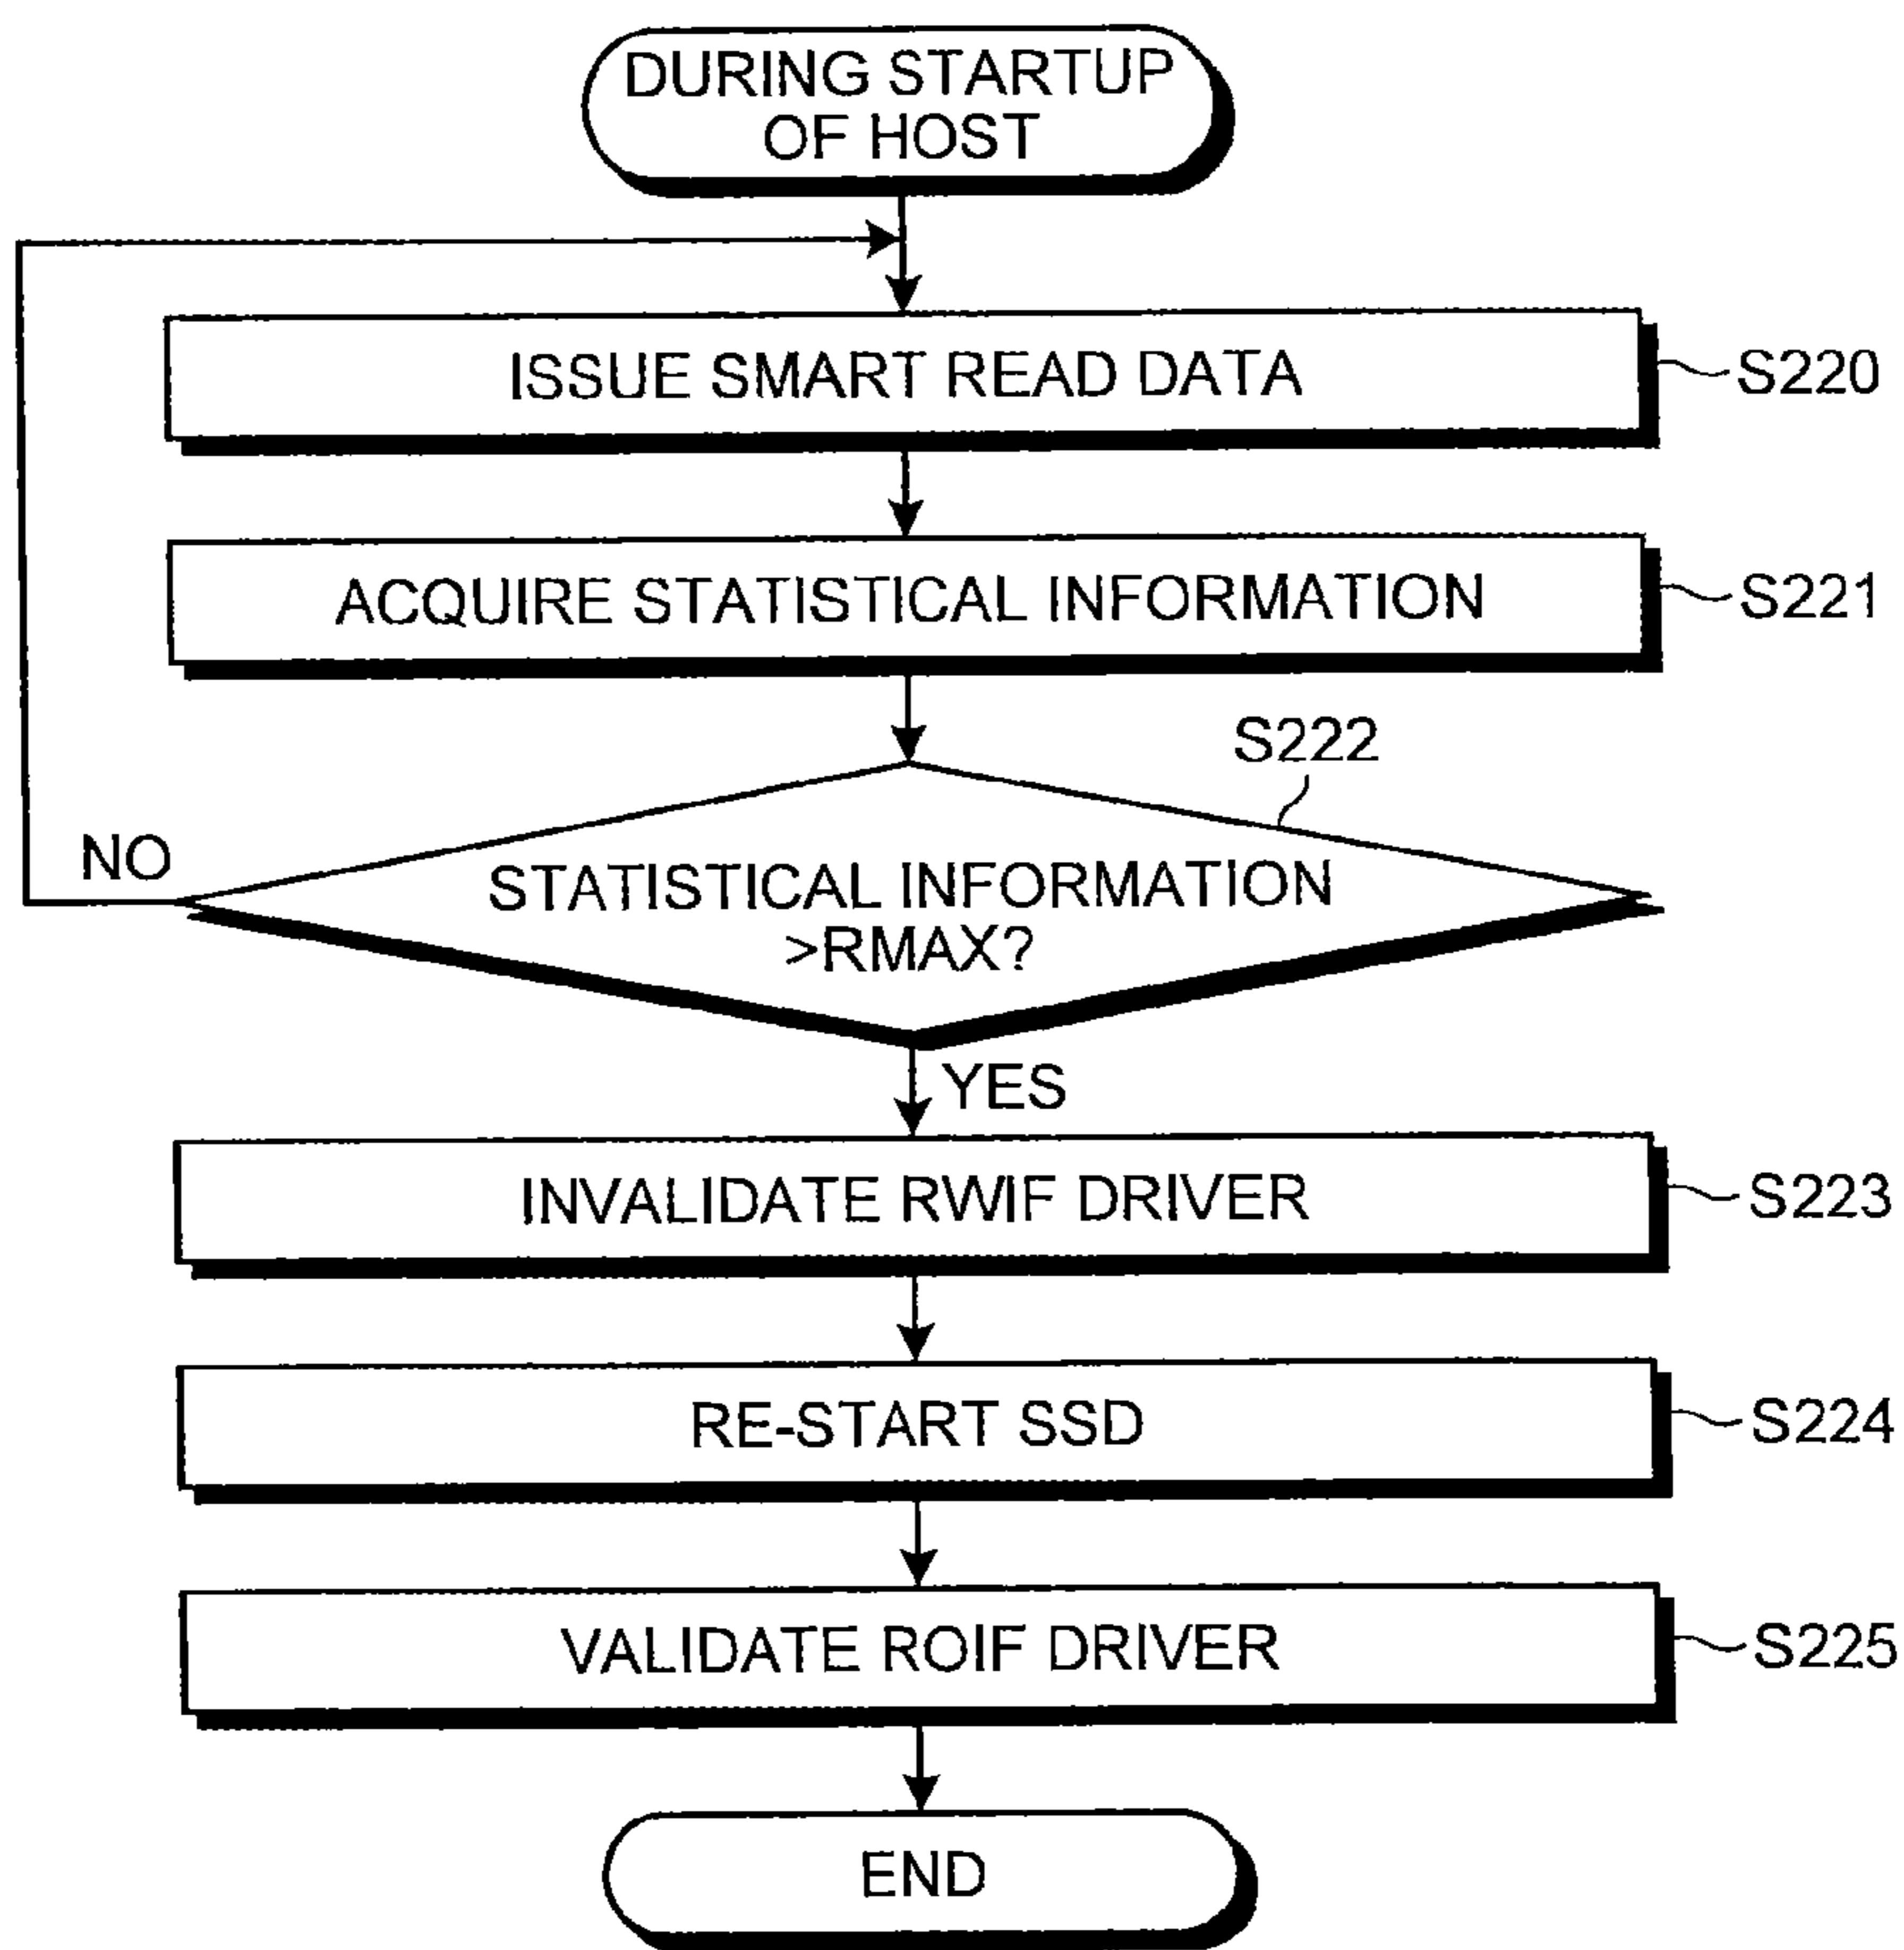 DURING STARTUP
OF HOST
ISSUE SMART READ DATA
S220
ACQUIRE STATISTICAL INFORMATION
S221
S222
NO
STATISTICAL INFORMATION
>RMAX?
YES
INVALIDATE RWIF DRIVER
S223
RE-START SSD
S224
VALIDATE ROIF DRIVER
S225
END